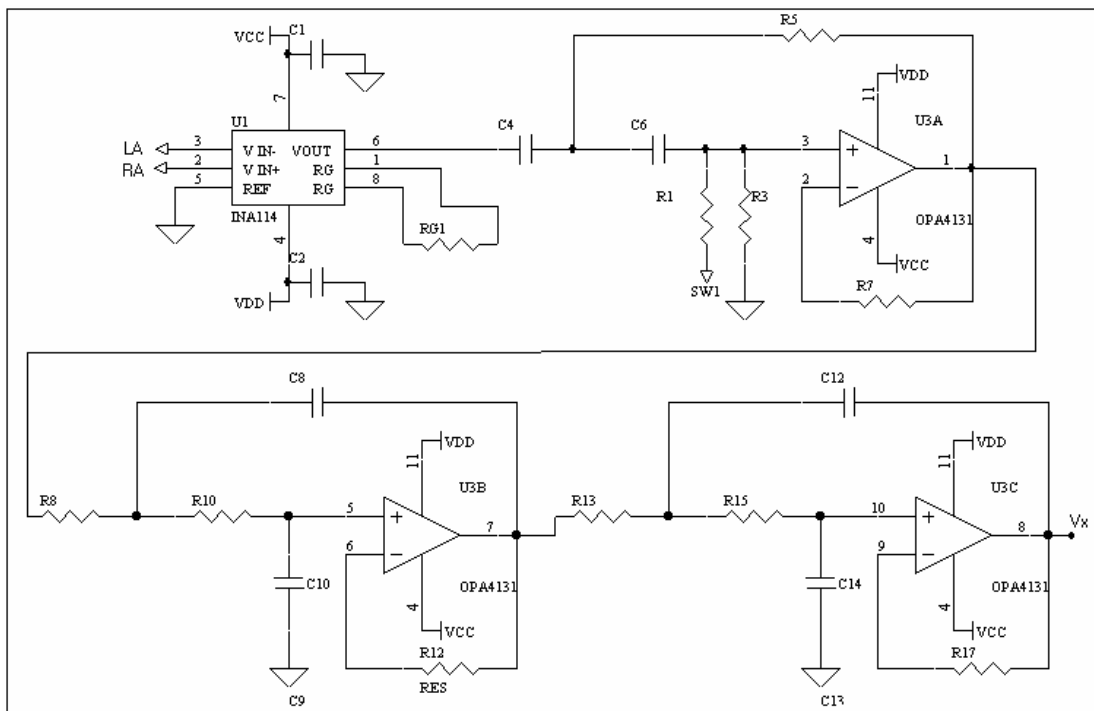 C1
R5
VCC
VDD
7
11
U1
C4
C6
U3A
LA
3
V IN-
VOUT
6
3
+
RA
2
V IN+
RG
1
1
5
REF
RG
8
R1
R3
2
−
INA114
RG1
OPA4131
4
4
C2
SW1
VCC
VDD
R7
C8
C12
VDD
VDD
11
11
R8
R10
U3B
R13
R15
U3C
5
+
10
+
7
8
Vx
6
−
9
−
C10
OPA4131
C14
OPA4131
4
4
VCC
VCC
R12
R17
RES
C9
C13